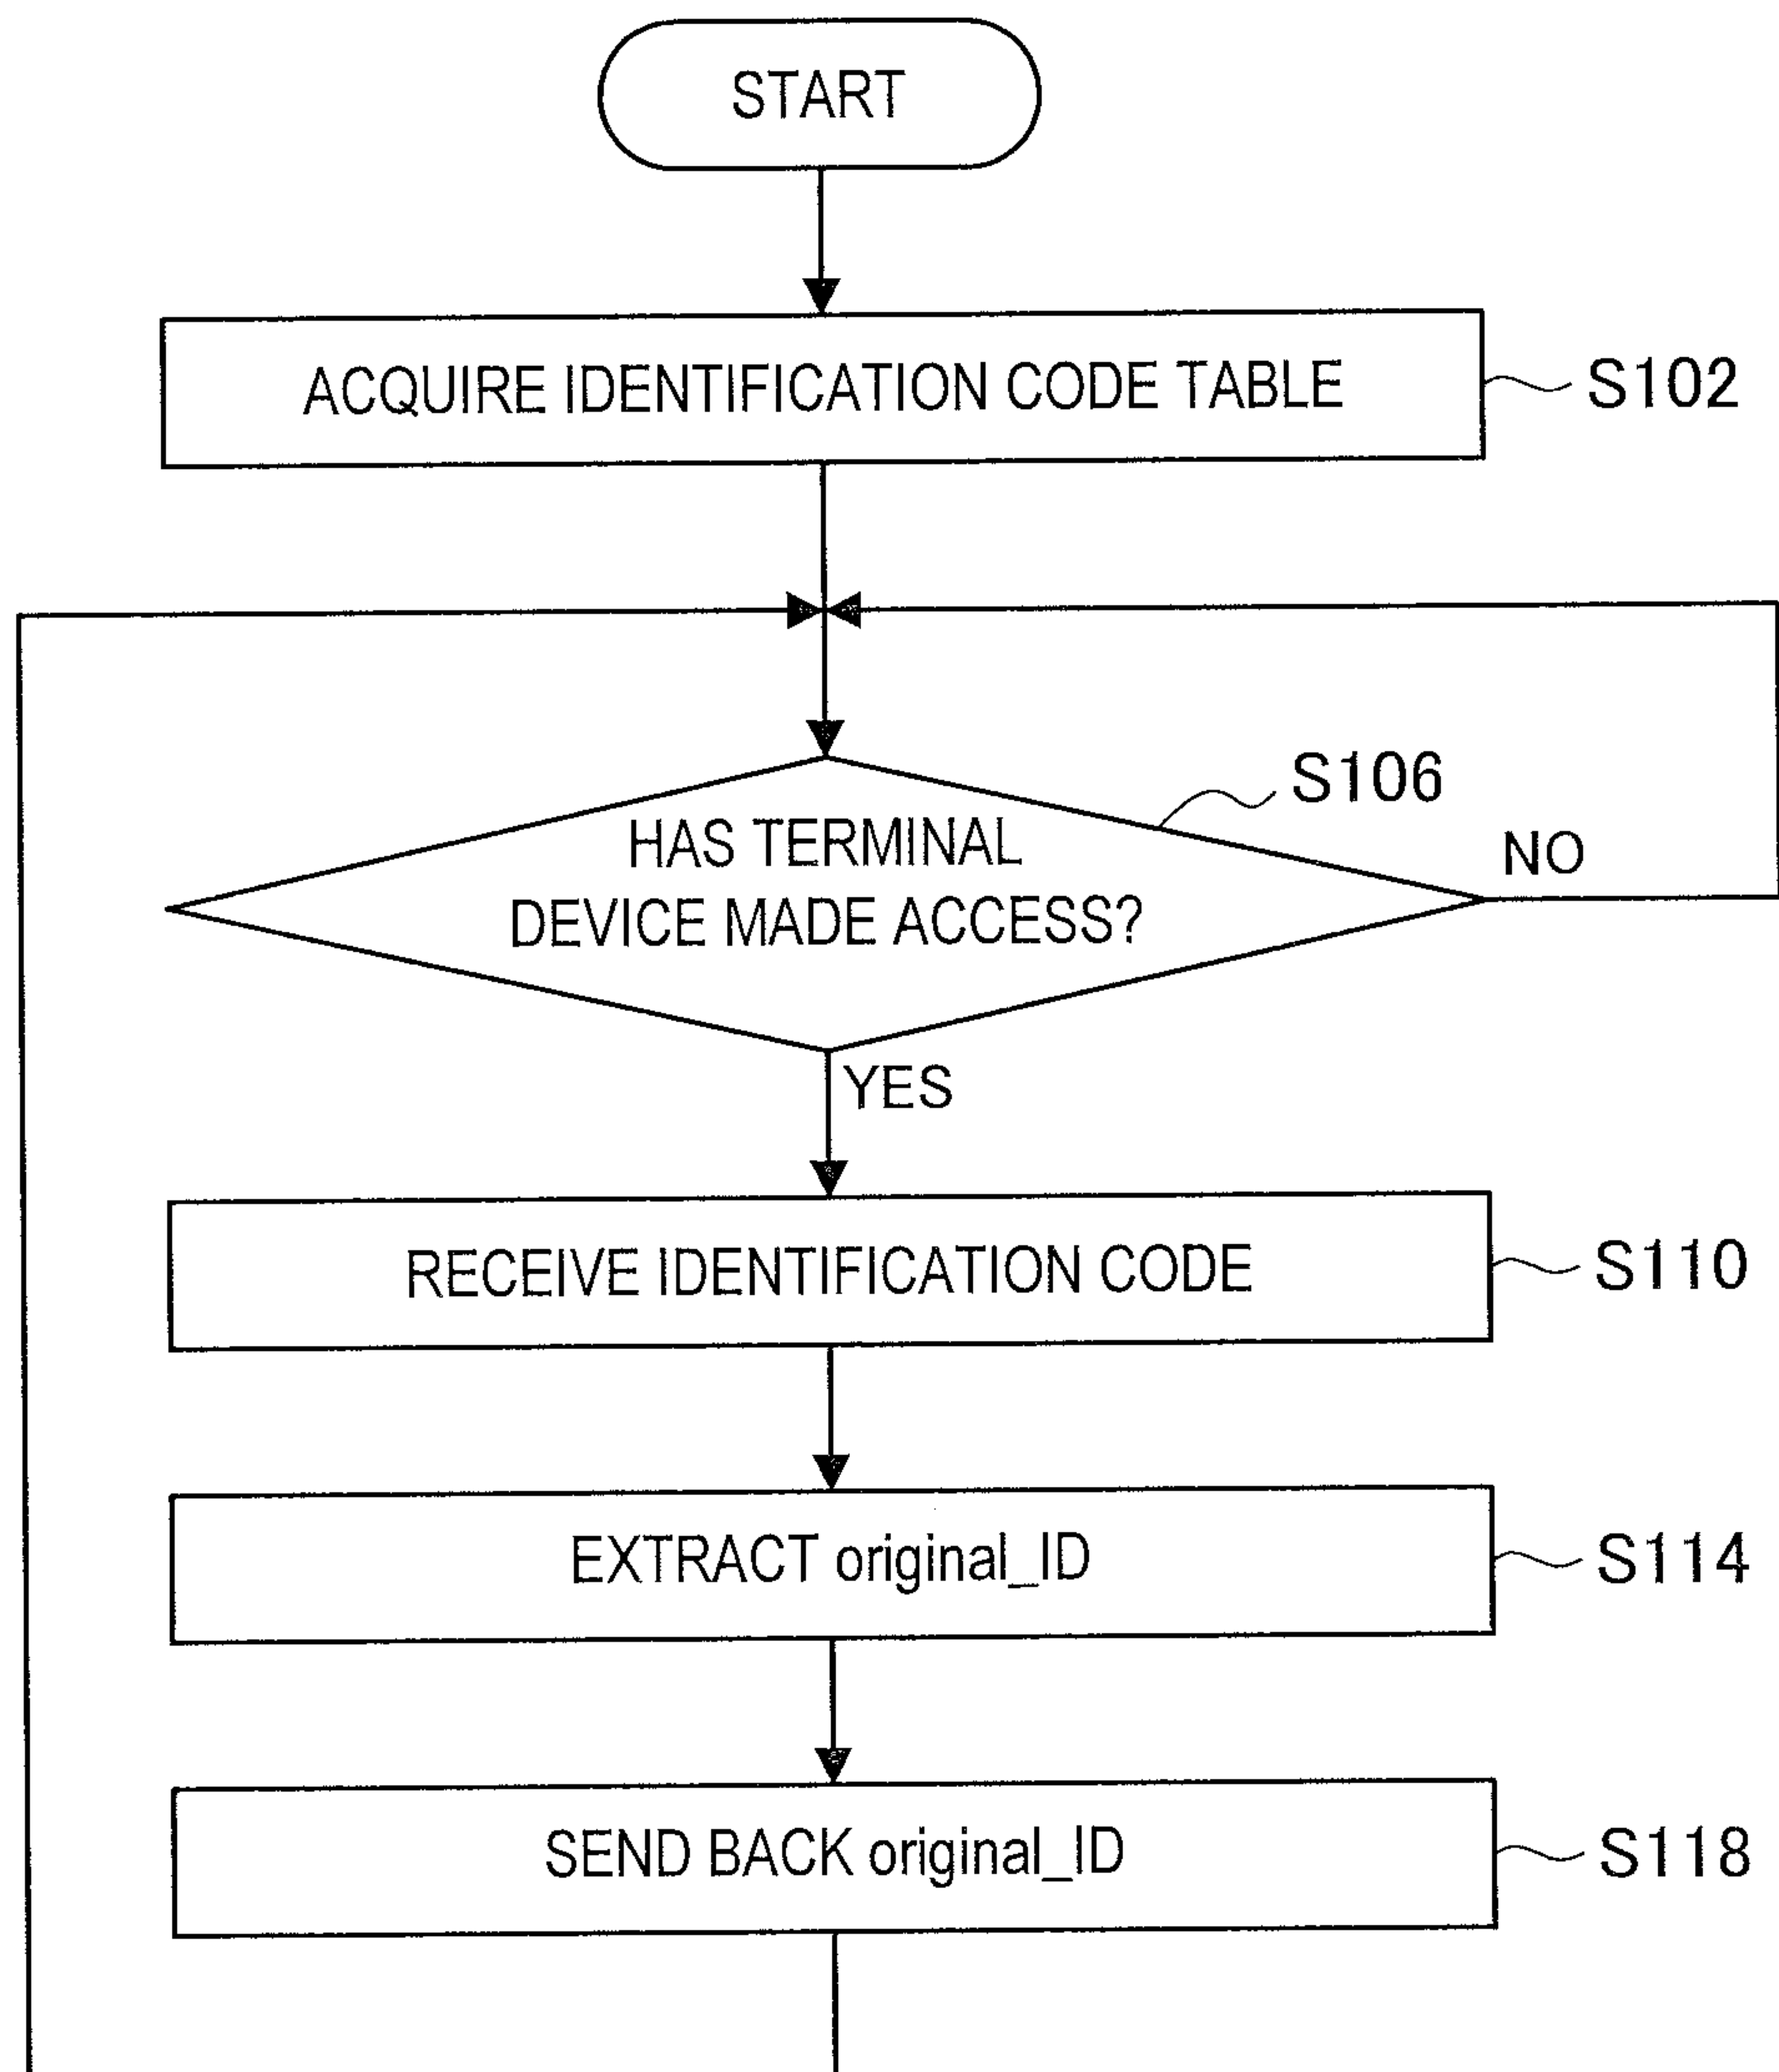 START
ACQUIRE IDENTIFICATION CODE TABLE
S102
S106
HAS TERMINAL
DEVICE MADE ACCESS?
NO
YES
RECEIVE IDENTIFICATION CODE
S110
EXTRACT original_ID
S114
SEND BACK original_ID
S118